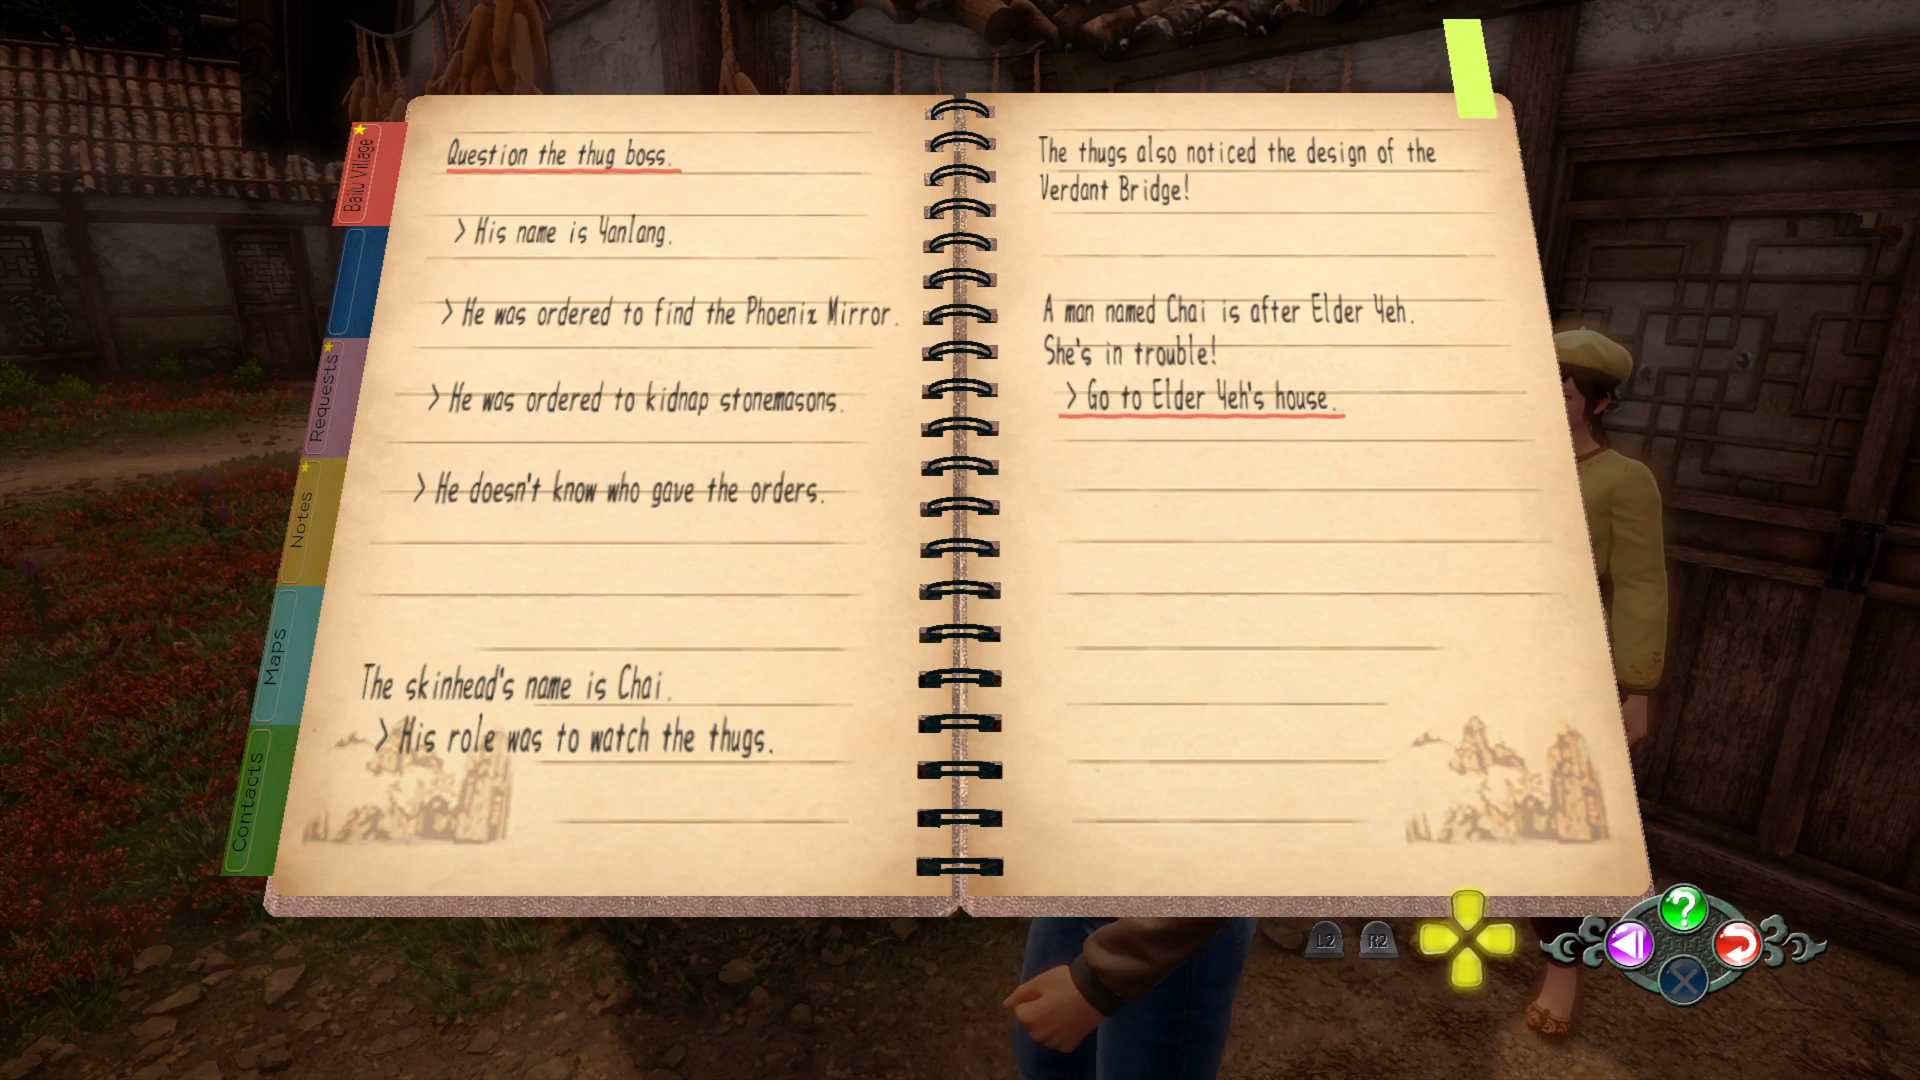 Bailu Village
Requests
Notes
Maps
Contacts
Question the thug boss.
> His name is Yanlang.
> He was ordered to find the Phoenix Mirror.
> He was ordered to kidnap stonemasons.
> He doesn't know who gave the orders.
The skinhead's name is Chai.
> His role was to watch the thugs.
The thugs also noticed the design of the
Verdant Bridge!
A man named Chai is after Elder Yeh.
She's in trouble!
> Go to Elder Yeh's house.
L2
R2
?